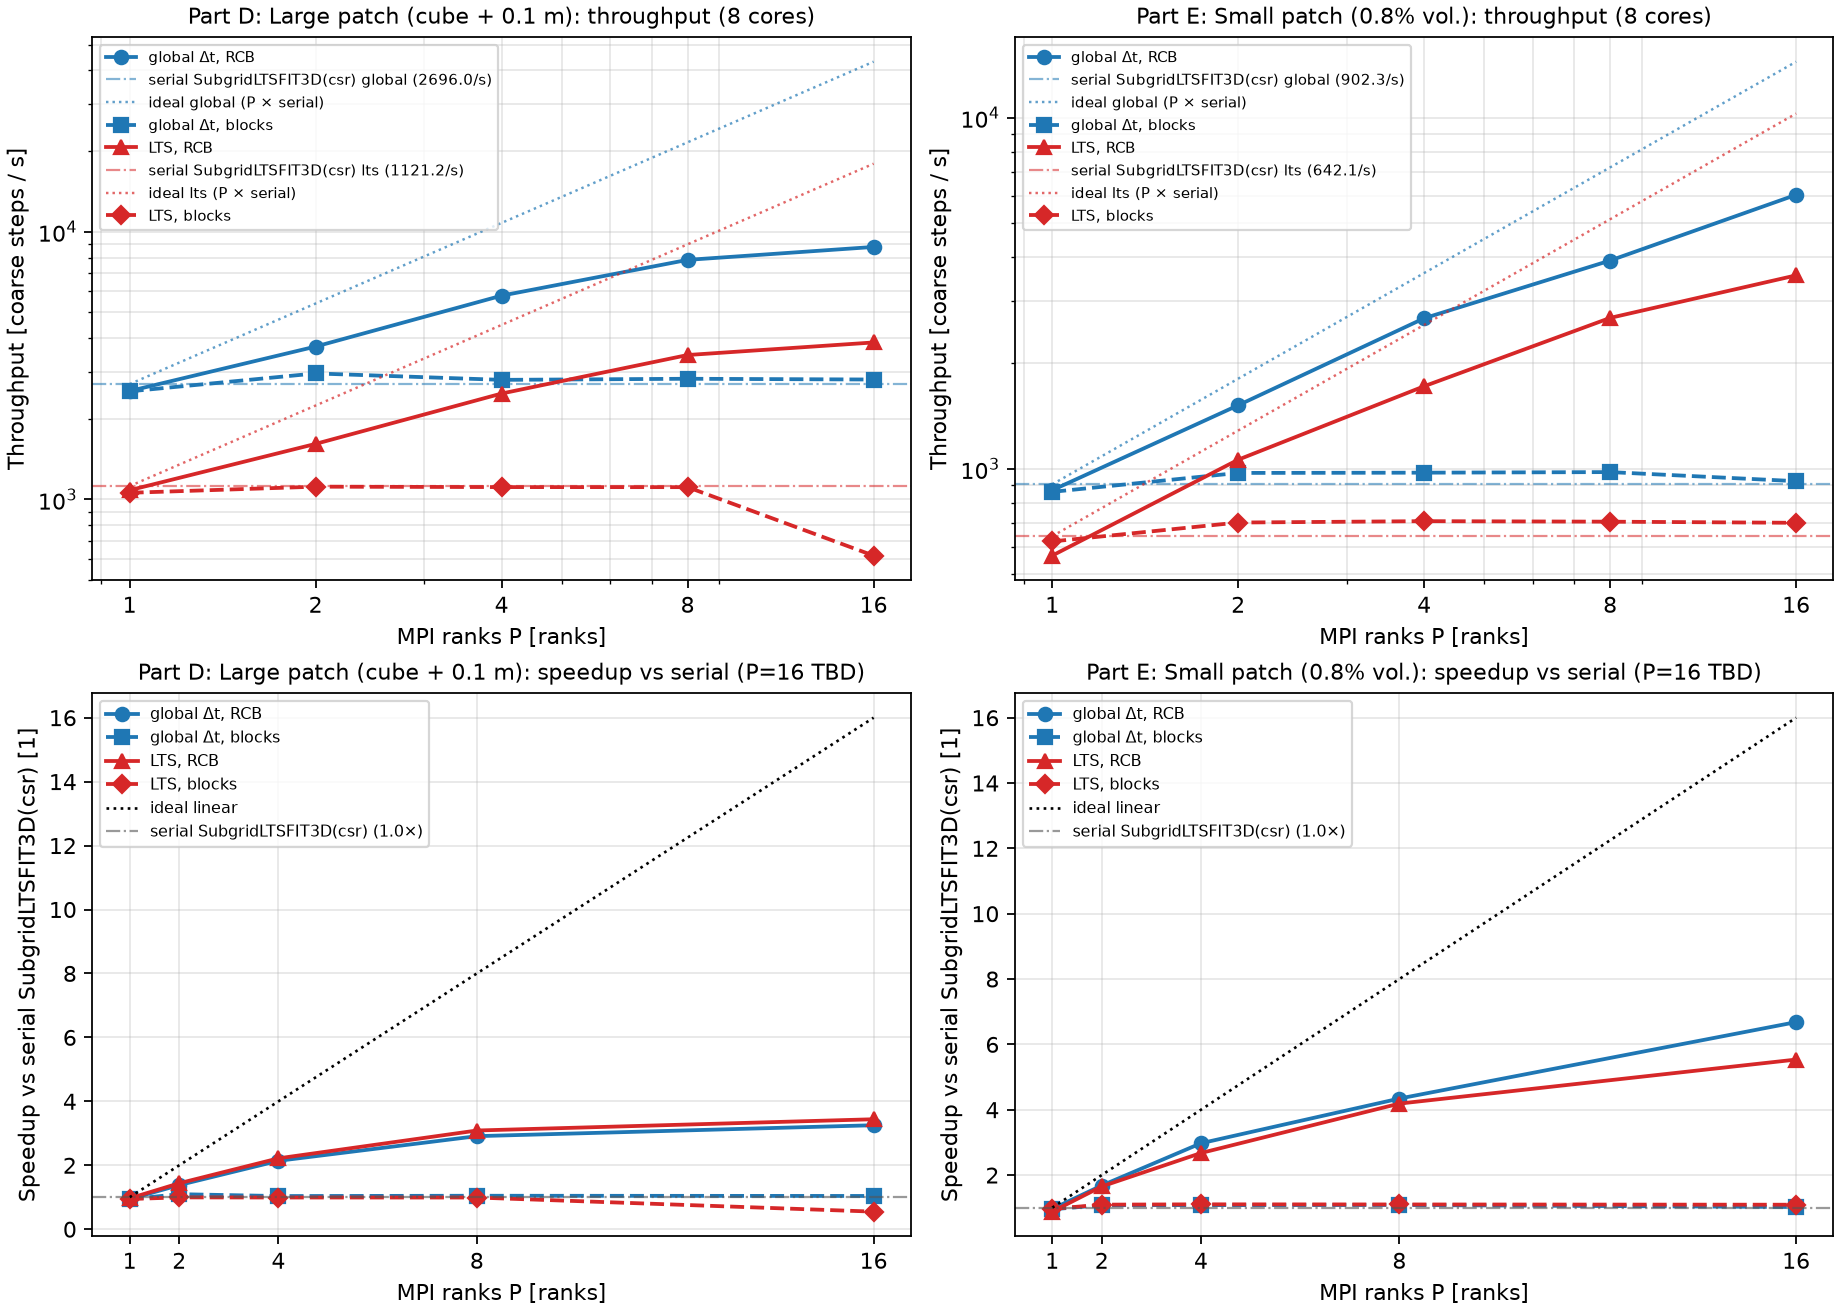 Part D: Large patch (cube + 0.1 m): throughput (8 cores)
Throughput [coarse steps / s]
10⁴
10³
global Δt, RCB
serial SubgridLTSFIT3D(csr) global (2696.0/s)
ideal global (P × serial)
global Δt, blocks
LTS, RCB
serial SubgridLTSFIT3D(csr) lts (1121.2/s)
ideal lts (P × serial)
LTS, blocks
1 2 4 8 16
MPI ranks P [ranks]
Part E: Small patch (0.8% vol.): throughput (8 cores)
Throughput [coarse steps / s]
10⁴
10³
global Δt, RCB
serial SubgridLTSFIT3D(csr) global (902.3/s)
ideal global (P × serial)
global Δt, blocks
LTS, RCB
serial SubgridLTSFIT3D(csr) lts (642.1/s)
ideal lts (P × serial)
LTS, blocks
1 2 4 8 16
MPI ranks P [ranks]
Part D: Large patch (cube + 0.1 m): speedup vs serial (P=16 TBD)
Speedup vs serial SubgridLTSFIT3D(csr) [1]
16
14
12
10
8
6
4
2
0
global Δt, RCB
global Δt, blocks
LTS, RCB
LTS, blocks
ideal linear
serial SubgridLTSFIT3D(csr) (1.0×)
1 2 4 8 16
MPI ranks P [ranks]
Part E: Small patch (0.8% vol.): speedup vs serial (P=16 TBD)
Speedup vs serial SubgridLTSFIT3D(csr) [1]
16
14
12
10
8
6
4
2
global Δt, RCB
global Δt, blocks
LTS, RCB
LTS, blocks
ideal linear
serial SubgridLTSFIT3D(csr) (1.0×)
1 2 4 8 16
MPI ranks P [ranks]